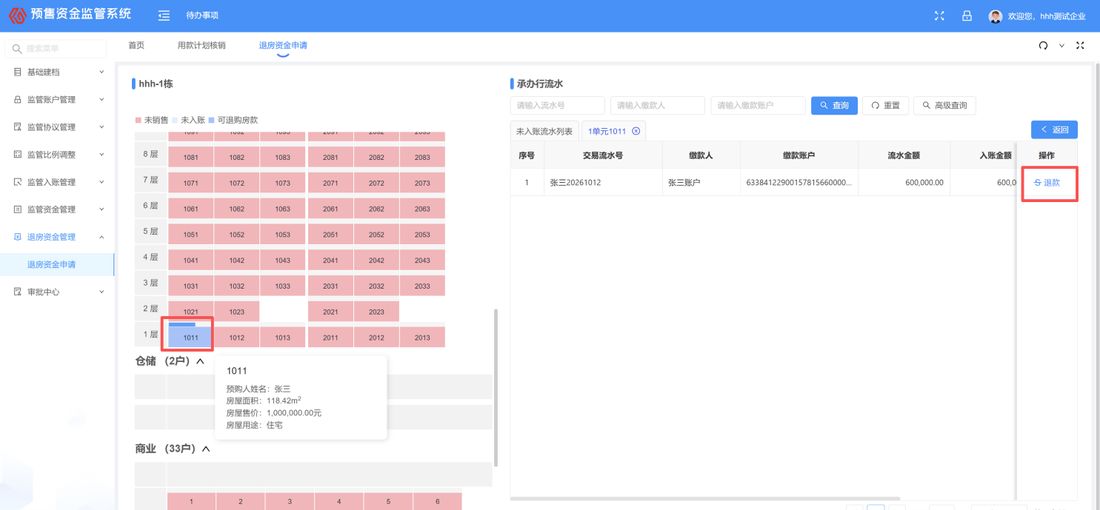 预售资金监管系统
待办事项
欢迎您，hhh测试企业
搜索菜单
首页 用款计划核销 退房资金申请
基础建档
监管账户管理
监管协议管理
监管比例调整
监管入账管理
监管资金管理
退房资金管理
退房资金申请
审批中心
hhh-1栋
未销售 未入账 可退购房款
1091 1092 1093 2091 2092 2093
8 层 1081 1082 1083 2081 2082 2083
7 层 1071 1072 1073 2071 2072 2073
6 层 1061 1062 1063 2061 2062 2063
5 层 1051 1052 1053 2051 2052 2053
4 层 1041 1042 1043 2041 2042 2043
3 层 1031 1032 1033 2031 2032 2033
2 层 1021 1023 2021 2023
1 层 1011 1012 1013 2011 2012 2013
仓储 (2户)
1011
预购人姓名：张三
房屋面积：118.42m²
房屋售价：1,000,000.00元
房屋用途：住宅
商业 (33户)
1 2 3 4 5 6
承办行流水
请输入流水号 请输入缴款人 请输入缴款账户 查询 重置 高级查询
未入账流水列表 1单元1011 返回
序号 交易流水号 缴款人 缴款账户 流水金额 入账金额 操作
1 张三20261012 张三账户 63384122900157815660000... 600,000.00 600,0 退款